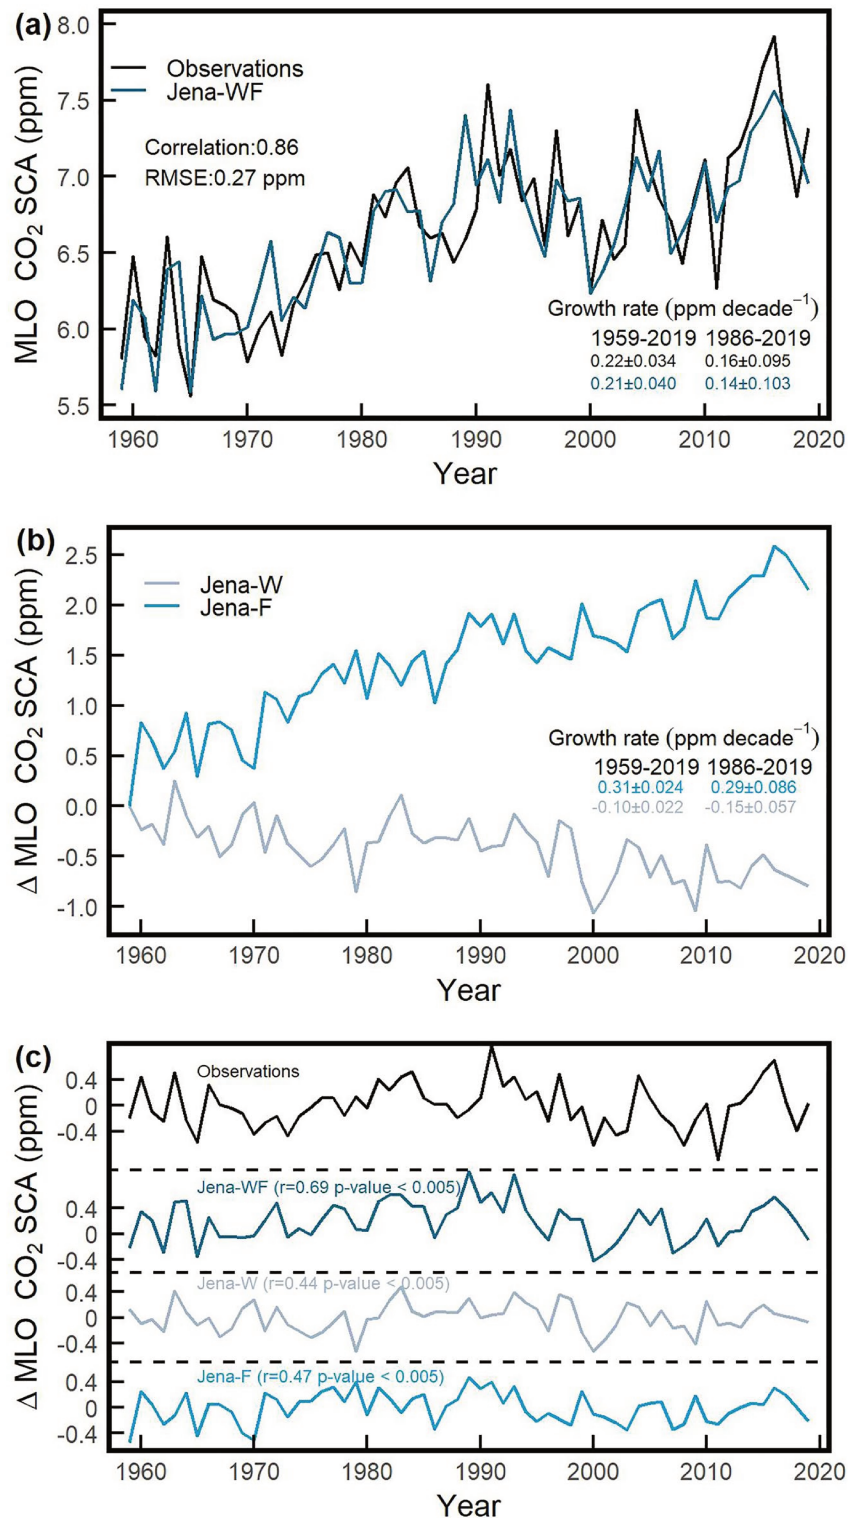 (a)
MLO CO₂ SCA (ppm)
8.0
7.5
7.0
6.5
6.0
5.5
Observations
Jena-WF
Correlation:0.86
RMSE:0.27 ppm
Growth rate (ppm decade⁻¹)
1959-2019 1986-2019
0.22±0.034 0.16±0.095
0.21±0.040 0.14±0.103
1960 1970 1980 1990 2000 2010 2020
Year
(b)
Δ MLO CO₂ SCA (ppm)
2.5
2.0
1.5
1.0
0.5
0.0
-0.5
-1.0
Jena-W
Jena-F
Growth rate (ppm decade⁻¹)
1959-2019 1986-2019
0.31±0.024 0.29±0.086
-0.10±0.022 -0.15±0.057
1960 1970 1980 1990 2000 2010 2020
Year
(c)
Δ MLO CO₂ SCA (ppm)
Observations
0.4
0
-0.4
Jena-WF (r=0.69 p-value < 0.005)
0.4
0
-0.4
Jena-W (r=0.44 p-value < 0.005)
0.4
0
-0.4
Jena-F (r=0.47 p-value < 0.005)
0.4
0
-0.4
1960 1970 1980 1990 2000 2010 2020
Year